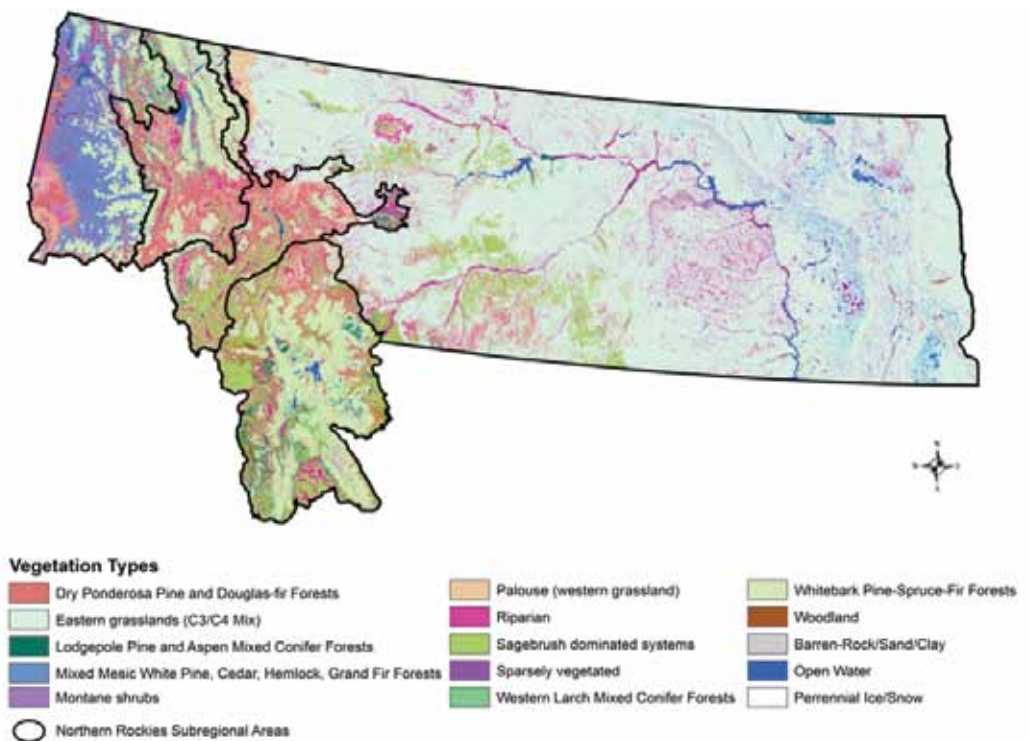 N
Vegetation Types
Dry Ponderosa Pine and Douglas-fir Forests
Eastern grasslands (C3/C4 Mix)
Lodgepole Pine and Aspen Mixed Conifer Forests
Mixed Mesic White Pine, Cedar, Hemlock, Grand Fir Forests
Montane shrubs
Northern Rockies Subregional Areas
Palouse (western grassland)
Riparian
Sagebrush dominated systems
Sparsely vegetated
Western Larch Mixed Conifer Forests
Whitebark Pine-Spruce-Fir Forests
Woodland
Barren-Rock/Sand/Clay
Open Water
Perrennial Ice/Snow